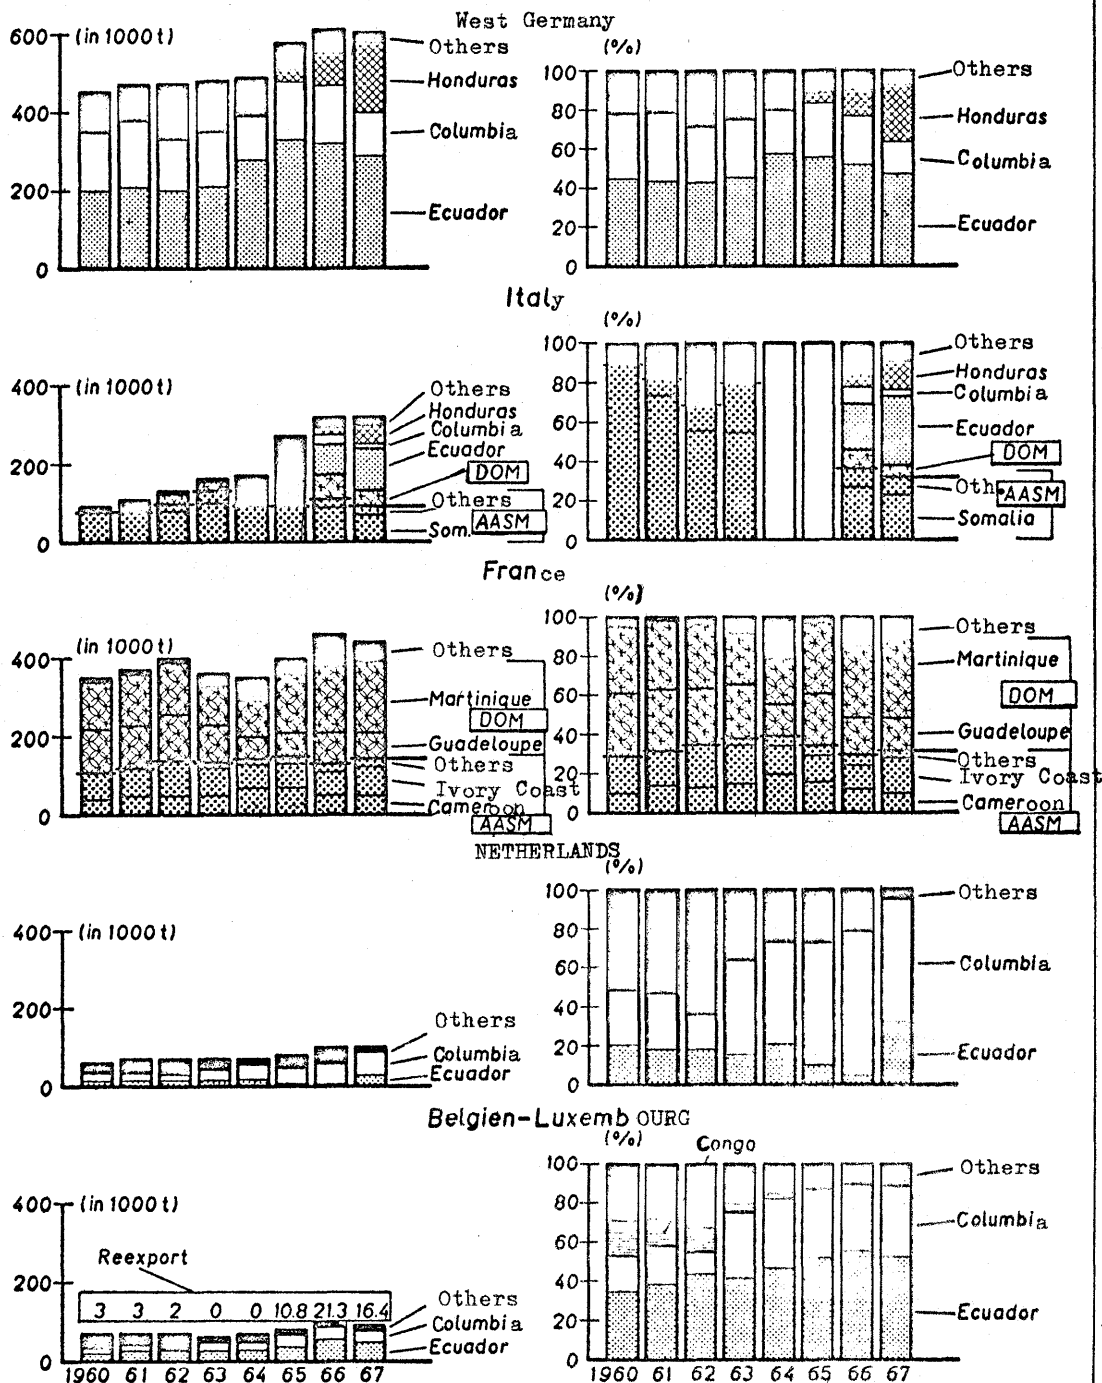 West Germany
(in 1000 t)
600
400
200
0
Others
Honduras
Columbia
Ecuador
(%)
100
80
60
40
20
0
Others
Honduras
Columbia
Ecuador
Italy
(in 1000 t)
400
200
0
Others
Honduras
Columbia
Ecuador
DOM
Others
AASM
Som.
(%)
100
80
60
40
20
0
Others
Honduras
Columbia
Ecuador
DOM
Oth
AASM
Somalia
France
(in 1000 t)
400
200
0
Others
Martinique
DOM
Guadeloupe
Others
Ivory Coast
Cameroon
AASM
(%)
100
80
60
40
20
0
Others
Martinique
DOM
Guadeloupe
Others
Ivory Coast
Cameroon
AASM
NETHERLANDS
(in 1000 t)
400
200
0
Others
Columbia
Ecuador
(%)
100
80
60
40
20
0
Others
Columbia
Ecuador
Belgien-Luxemb OURG
(in 1000 t)
400
200
0
Reexport
3 3 2 0 0 10.8 21.3 16.4
Others
Columbia
Ecuador
1960 61 62 63 64 65 66 67
(%)
Congo
100
80
60
40
20
0
Others
Columbia
Ecuador
1960 61 62 63 64 65 66 67